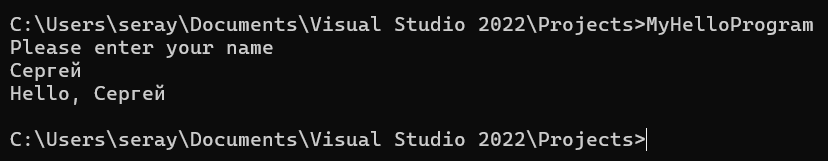 C:\Users\seray\Documents\Visual Studio 2022\Projects>MyHelloProgram
Please enter your name
Сергей
Hello, Сергей
C:\Users\seray\Documents\Visual Studio 2022\Projects>